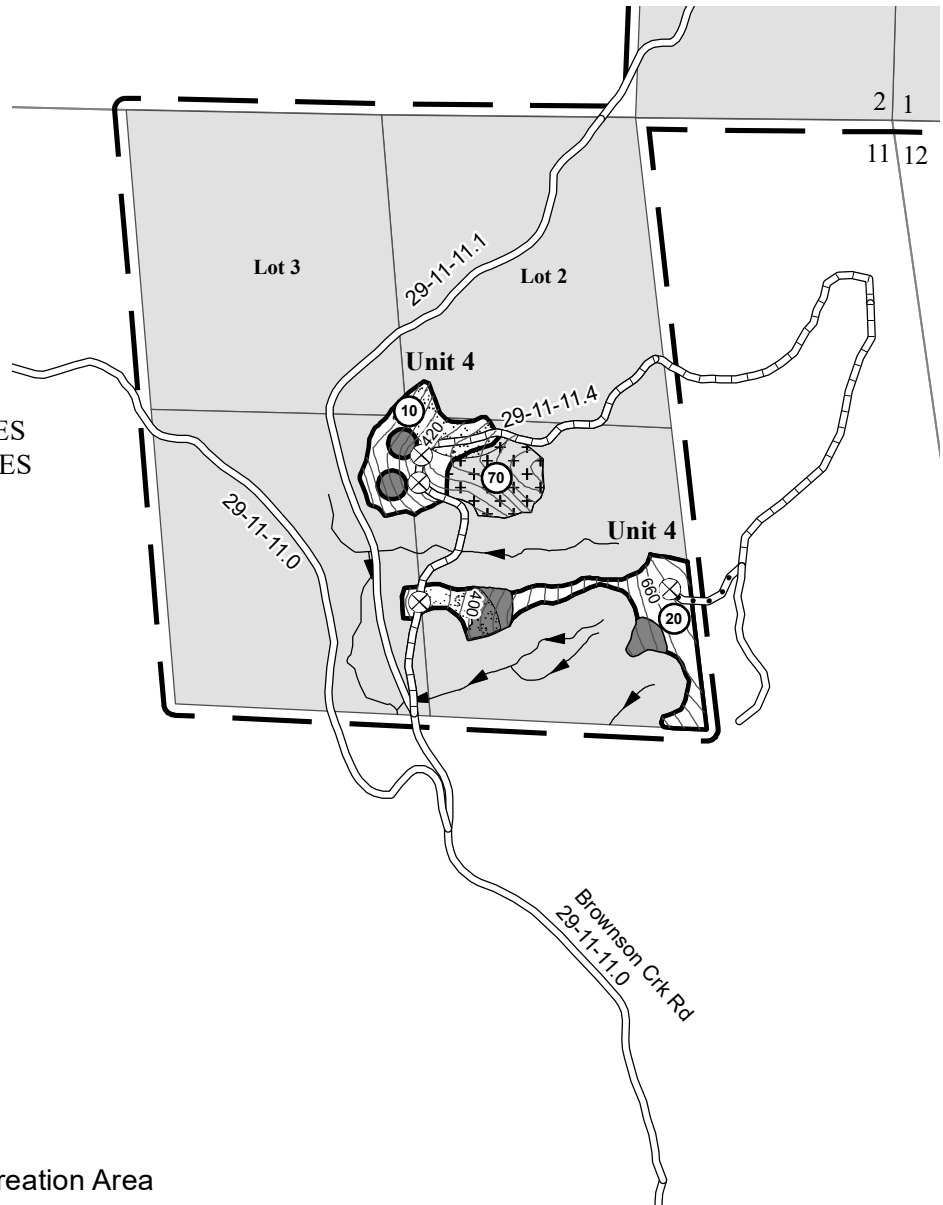 2 1
11 12
Lot 3
29-11-11.1
Lot 2
Unit 4
10
420
29-11-11.4
ES
ES
70
29-11-11.0
Unit 4
660
400
20
Brownson Crk Rd
29-11-11.0
reation Area